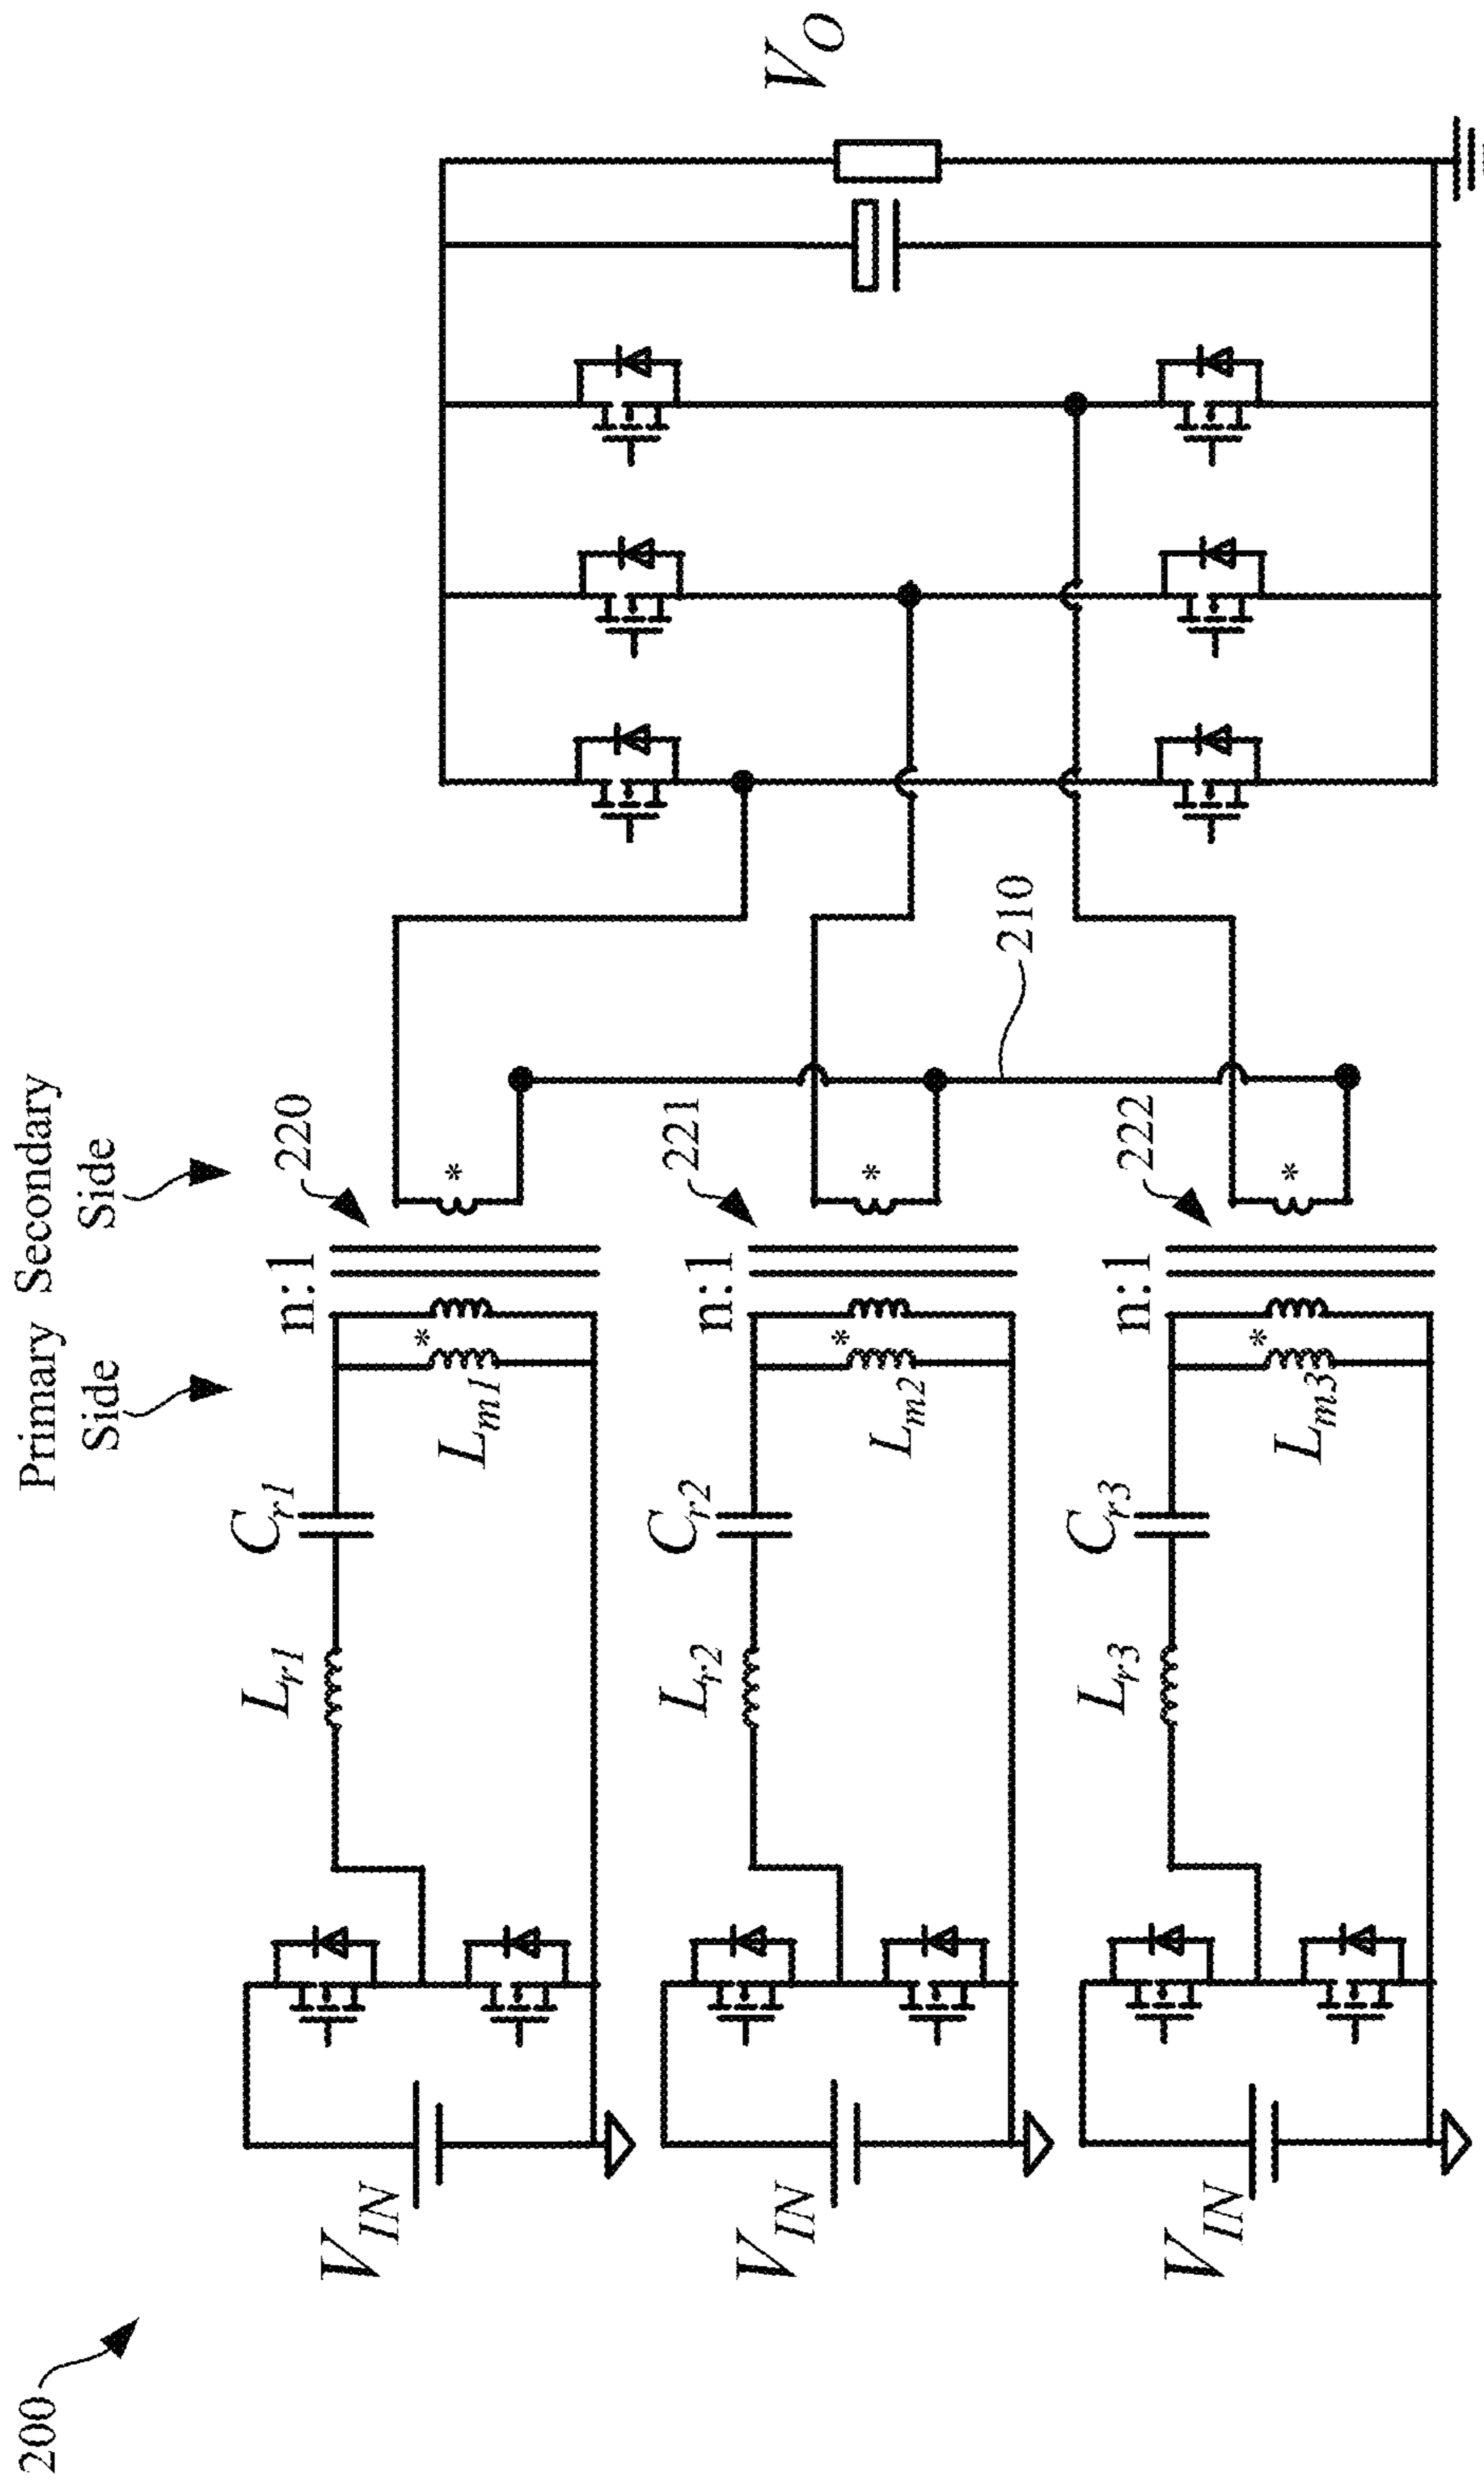 200
Primary Side
Secondary Side
V_IN
L_r1
C_r1
L_m1
*
n:1
220
*
V_IN
L_r2
C_r2
L_m2
*
n:1
221
*
V_IN
L_r3
C_r3
L_m3
*
n:1
222
*
210
V_O